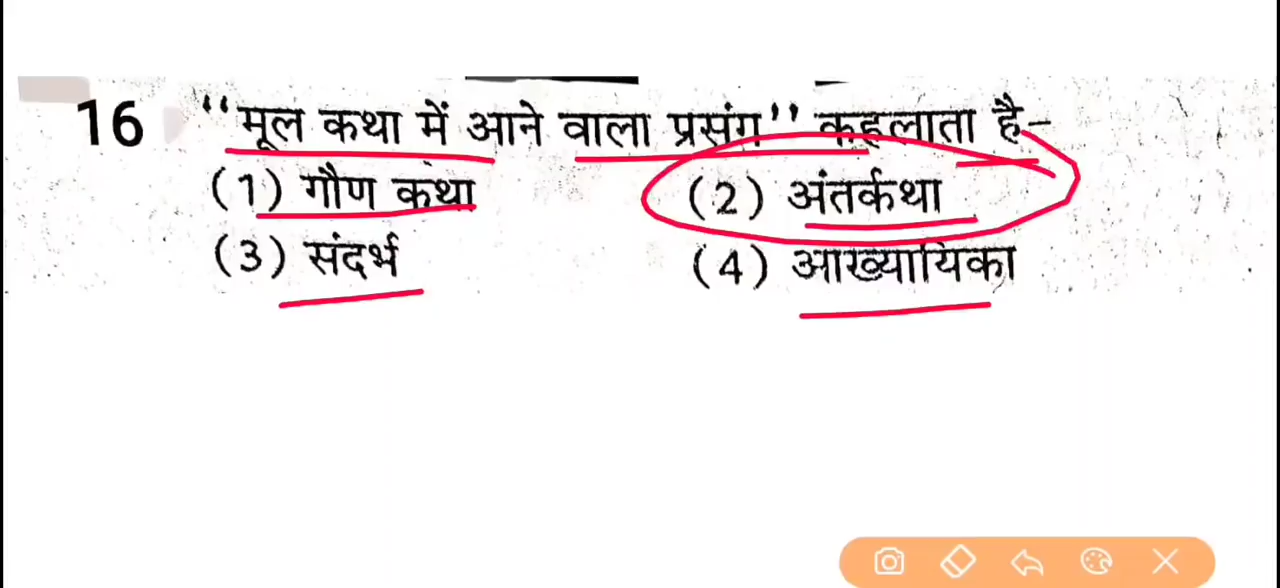 16 “मूल कथा में आने वाला प्रसंग” कहलाता है–
(1) गौण कथा (2) अंतर्कथा
(3) संदर्भ (4) आख्यायिका